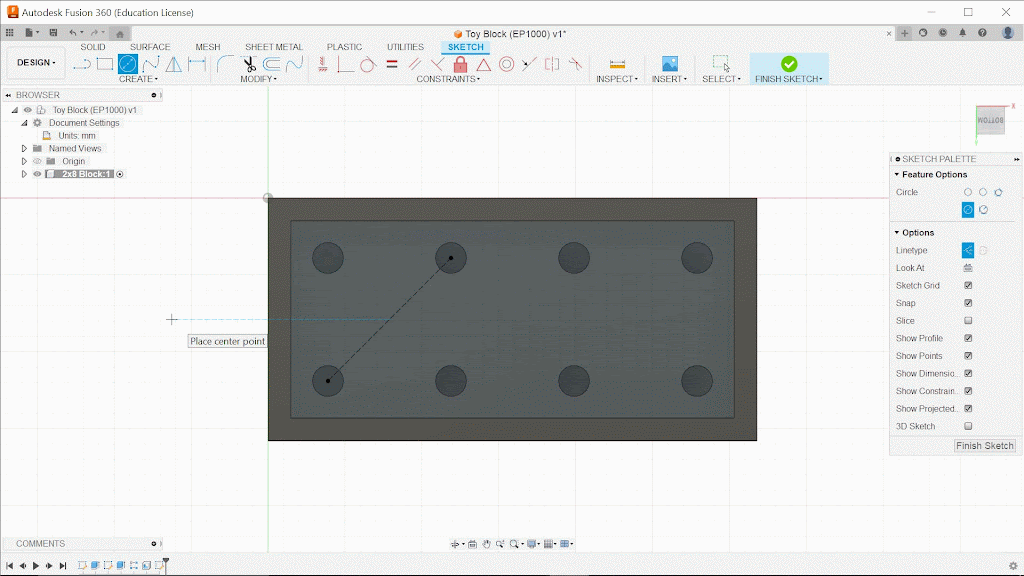 Autodesk Fusion 360 (Education License)
Toy Block (EP1000) v1*
SOLID SURFACE MESH SHEET METAL PLASTIC UTILITIES SKETCH
DESIGN
CREATE MODIFY CONSTRAINTS INSPECT INSERT SELECT FINISH SKETCH
BROWSER
Toy Block (EP1000) v1
Document Settings
Units: mm
Named Views
Origin
2x8 Block:1
BOTTOM
X
SKETCH PALETTE
Feature Options
Circle
Options
Linetype
Look At
Sketch Grid
Snap
Slice
Show Profile
Show Points
Show Dimensio..
Show Constrain..
Show Projected..
3D Sketch
Finish Sketch
Place center point
COMMENTS